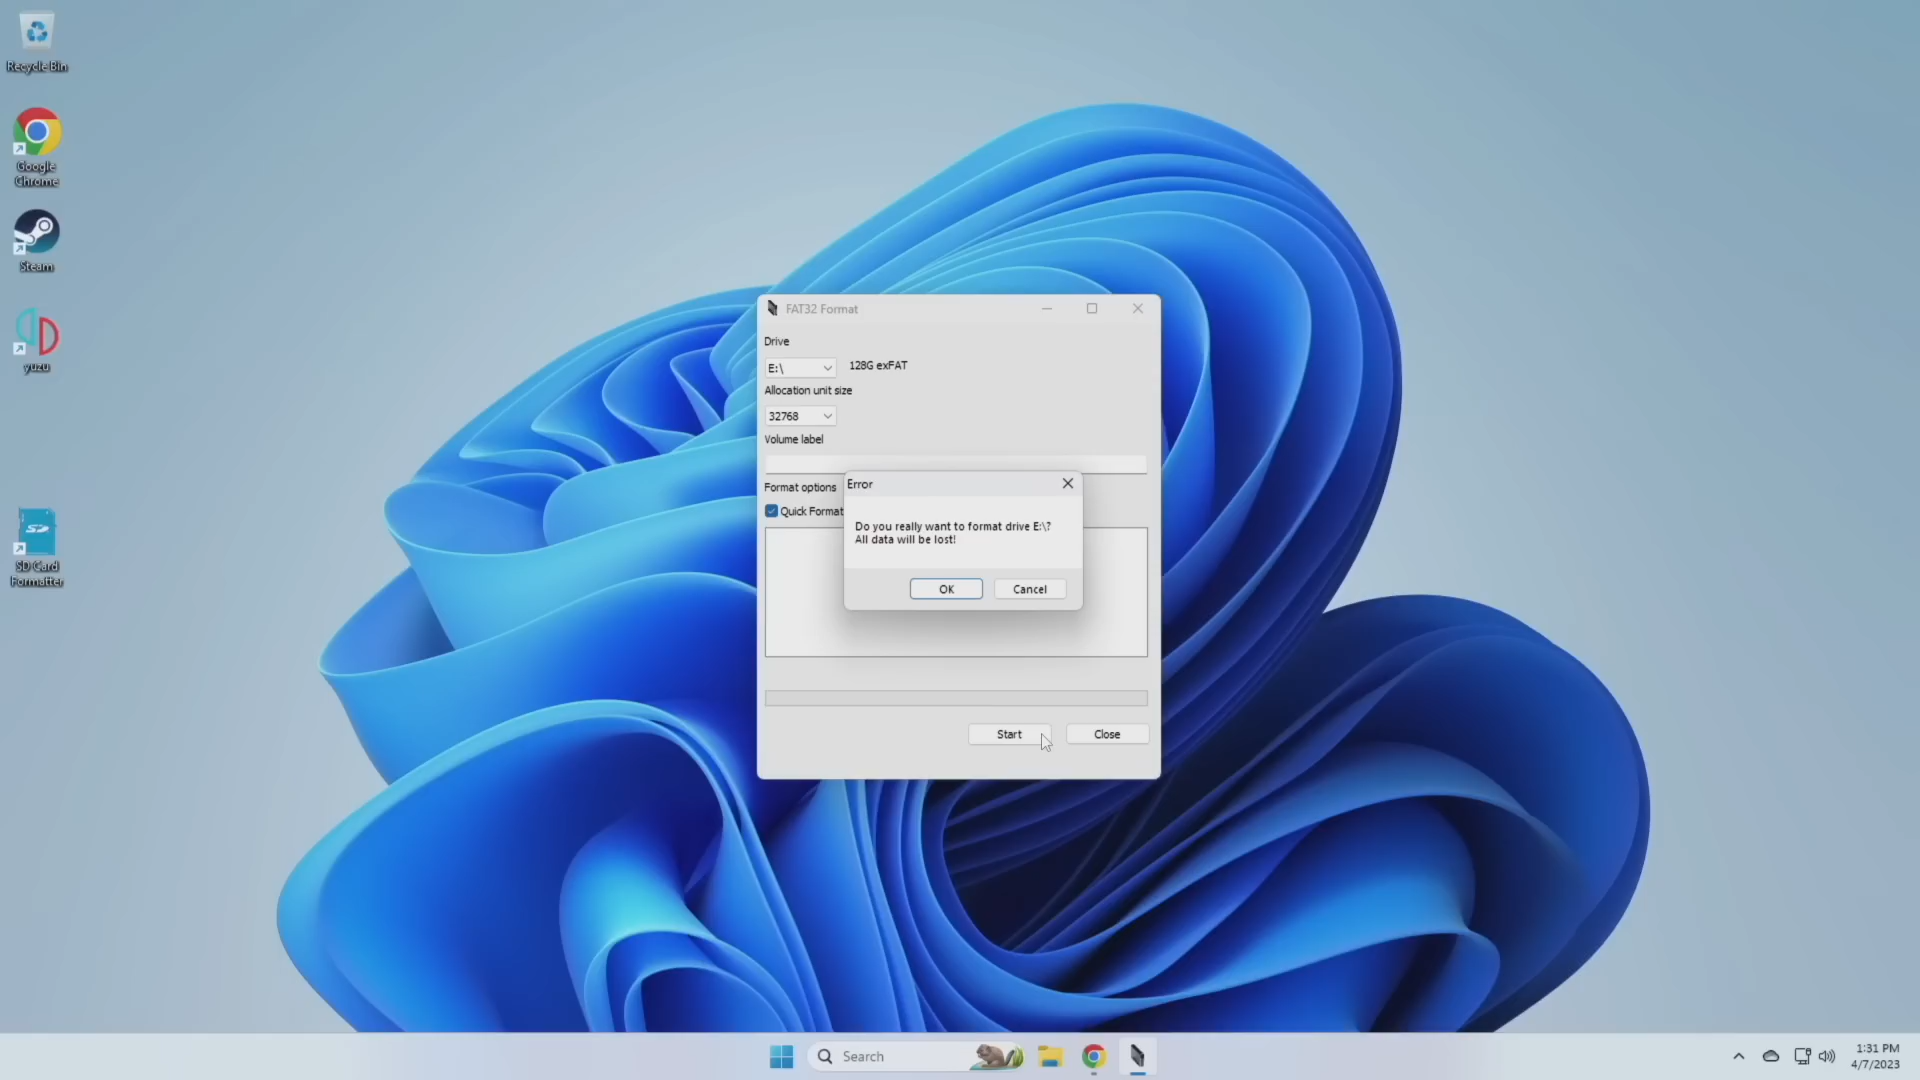 Recycle Bin
Google
Chrome
Steam
yuzu
SD Card
Formatter
FAT32 Format
Drive
E:\
128G exFAT
Allocation unit size
32768
Volume label
Format options
Quick Format
Error
Do you really want to format drive E:\?
All data will be lost!
OK
Cancel
Start
Close
Search
1:31 PM
4/7/2023